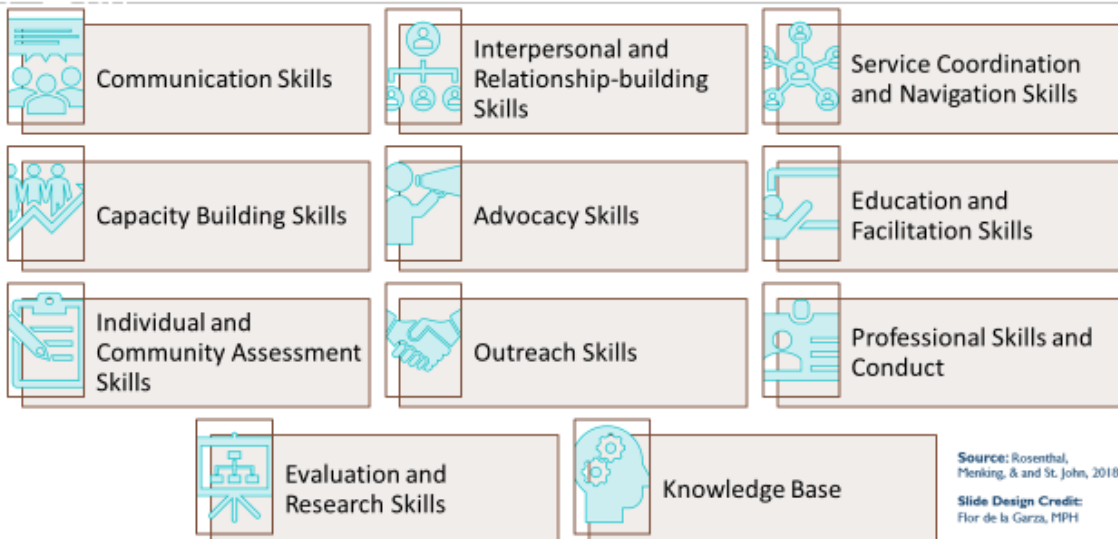 Communication Skills
Interpersonal and
Relationship-building
Skills
Service Coordination
and Navigation Skills
Capacity Building Skills
Advocacy Skills
Education and
Facilitation Skills
Individual and
Community Assessment
Skills
Outreach Skills
Professional Skills and
Conduct
Evaluation and
Research Skills
Knowledge Base
Source: Rosenthal,
Menking, & and St. John, 2018
Slide Design Credit:
Flor de la Garza, MPH